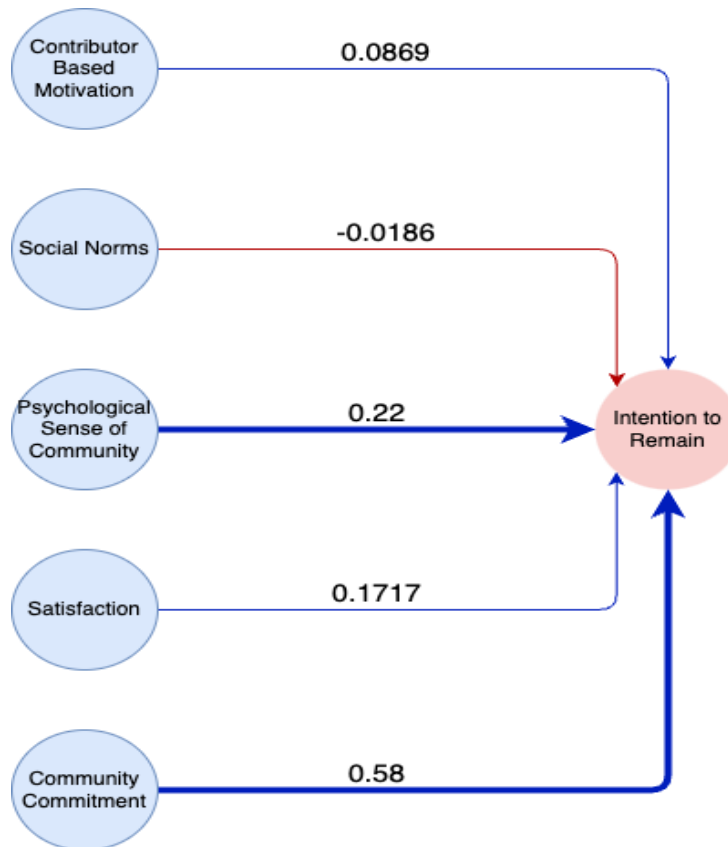 Contributor
Based
Motivation
0.0869
Social Norms
-0.0186
Psychological
Sense of
Community
0.22
Intention to
Remain
Satisfaction
0.1717
Community
Commitment
0.58